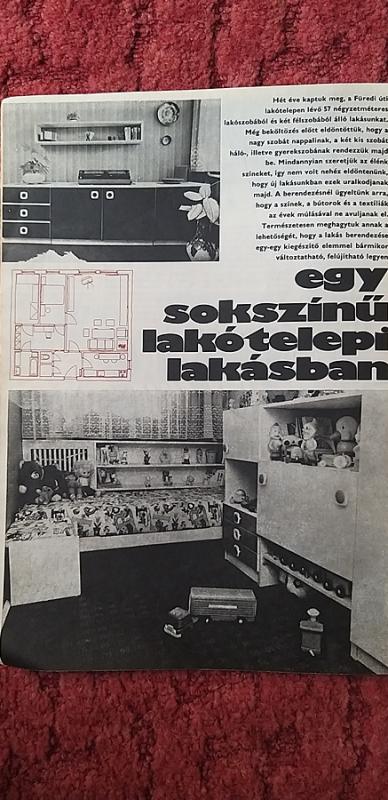 Hét éve kaptuk meg, a Füredi úti
lakótelepen lévő 57 négyzetméteres
lakószobából és két félszobából álló lakásunkat.
Még beköltözés előtt eldöntöttük, hogy a
nagy szobát nappalinak, a két kis szobát
háló-, illetve gyerekszobának rendezzük majd
be. Mindannyian szeretjük az élénk
színeket, így nem volt nehéz eldöntenünk,
hogy új lakásunkban ezek uralkodjanak
majd. A berendezésnél ügyeltünk arra,
hogy a színek, a bútorok és a textíliák
az évek múlásával ne avuljanak el.
Természetesen meghagytuk annak a
lehetőségét, hogy a lakás berendezése
egy-egy kiegészítő elemmel bármikor
változtatható, felújítható legyen
egy
sokszínű
lakótelepi
lakásban